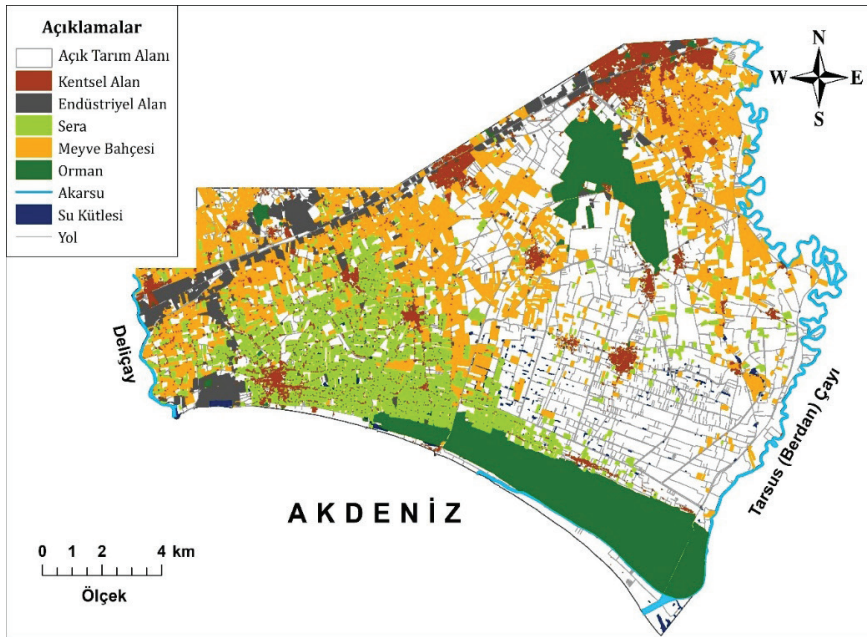 Açıklamalar
Açık Tarım Alanı
Kentsel Alan
Endüstriyel Alan
Sera
Meyve Bahçesi
Orman
Akarsu
Su Kütlesi
Yol
N
W E
S
Deliçay
Tarsus (Berdan) Çayı
AKDENİZ
0 1 2 4 km
Ölçek